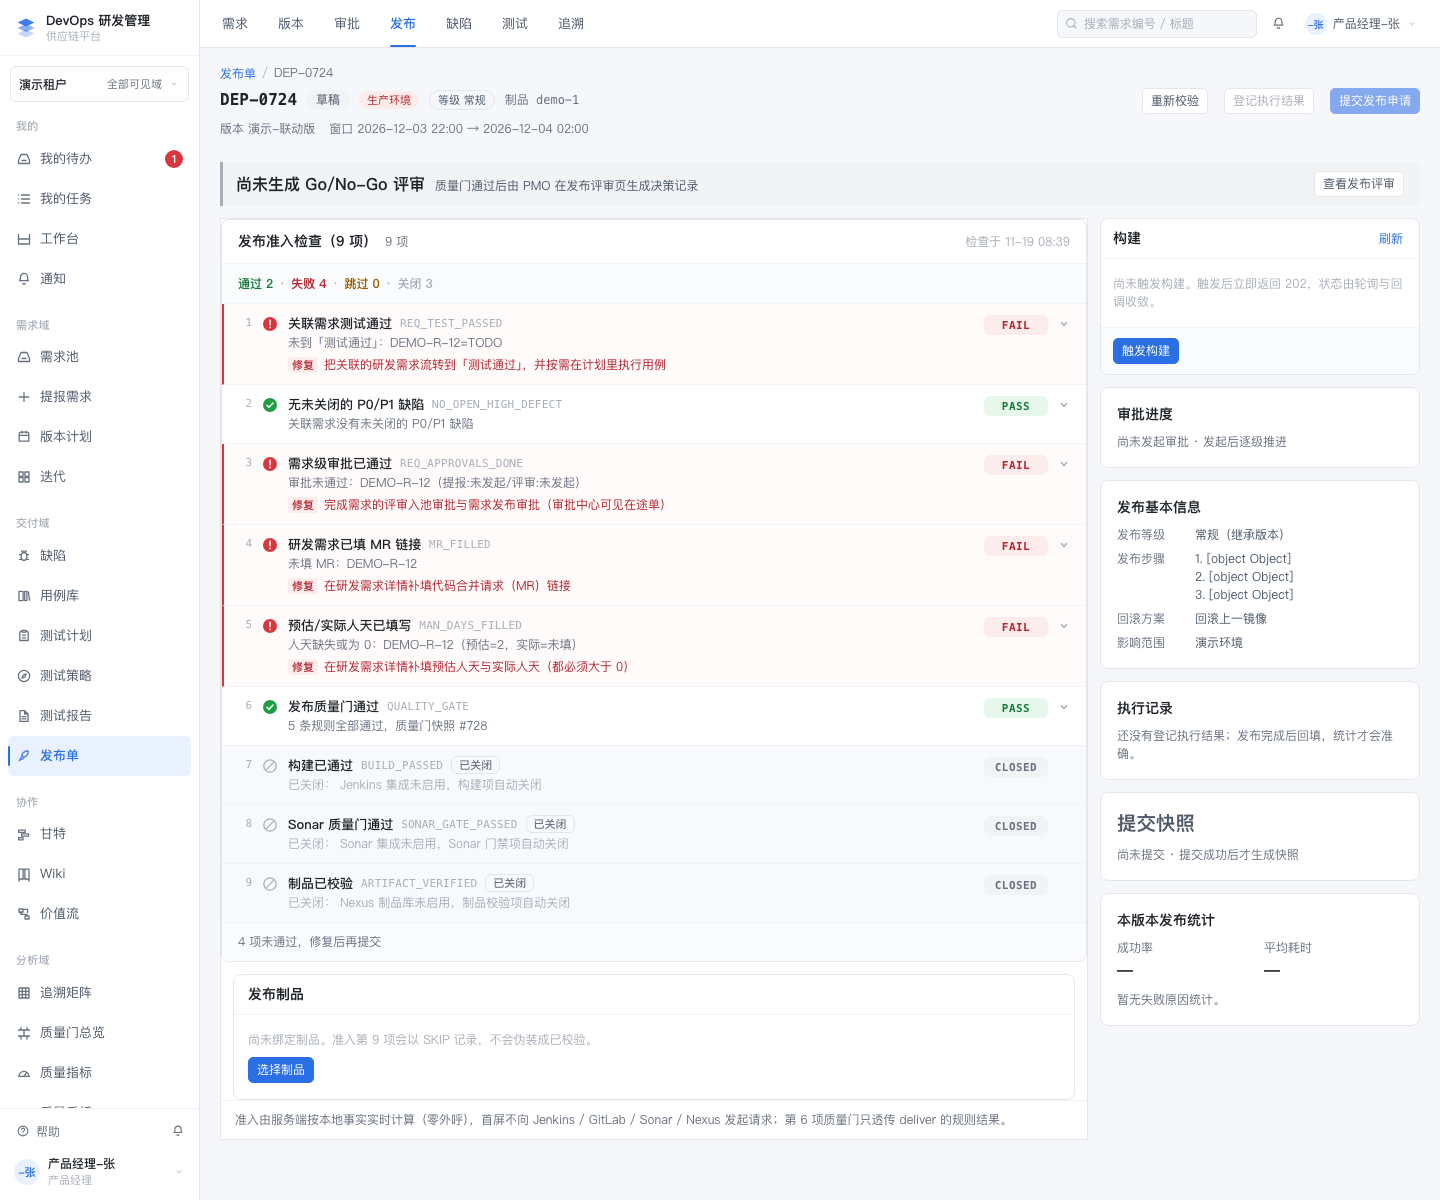 DevOps 研发管理
供应链平台
演示租户 全部可见域
我的
我的待办 1
我的任务
工作台
通知
需求域
需求池
提报需求
版本计划
迭代
交付域
缺陷
用例库
测试计划
测试策略
测试报告
发布单
协作
甘特
Wiki
价值流
分析域
追溯矩阵
质量门总览
质量指标
帮助
-张 产品经理-张
产品经理
需求 版本 审批 发布 缺陷 测试 追溯
搜索需求编号 / 标题
-张 产品经理-张
发布单 / DEP-0724
DEP-0724 草稿 生产环境 等级 常规 制品 demo-1
重新校验 登记执行结果 提交发布申请
版本 演示-联动版 窗口 2026-12-03 22:00 → 2026-12-04 02:00
尚未生成 Go/No-Go 评审 质量门通过后由 PMO 在发布评审页生成决策记录
查看发布评审
发布准入检查（9 项） 9 项 检查于 11-19 08:39
通过 2 · 失败 4 · 跳过 0 · 关闭 3
1 关联需求测试通过 REQ_TEST_PASSED FAIL
未到「测试通过」：DEMO-R-12=TODO
修复 把关联的研发需求流转到「测试通过」，并按需在计划里执行用例
2 无未关闭的 P0/P1 缺陷 NO_OPEN_HIGH_DEFECT PASS
关联需求没有未关闭的 P0/P1 缺陷
3 需求级审批已通过 REQ_APPROVALS_DONE FAIL
审批未通过：DEMO-R-12（提报:未发起/评审:未发起）
修复 完成需求的评审入池审批与需求发布审批（审批中心可见在途单）
4 研发需求已填 MR 链接 MR_FILLED FAIL
未填 MR：DEMO-R-12
修复 在研发需求详情补填代码合并请求（MR）链接
5 预估/实际人天已填写 MAN_DAYS_FILLED FAIL
人天缺失或为 0：DEMO-R-12（预估=2，实际=未填）
修复 在研发需求详情补填预估人天与实际人天（都必须大于 0）
6 发布质量门通过 QUALITY_GATE PASS
5 条规则全部通过，质量门快照 #728
7 构建已通过 BUILD_PASSED 已关闭 CLOSED
已关闭： Jenkins 集成未启用，构建项自动关闭
8 Sonar 质量门通过 SONAR_GATE_PASSED 已关闭 CLOSED
已关闭： Sonar 集成未启用，Sonar 门禁项自动关闭
9 制品已校验 ARTIFACT_VERIFIED 已关闭 CLOSED
已关闭： Nexus 制品库未启用，制品校验项自动关闭
4 项未通过，修复后再提交
发布制品
尚未绑定制品。准入第 9 项会以 SKIP 记录，不会伪装成已校验。
选择制品
准入由服务端按本地事实实时计算（零外呼），首屏不向 Jenkins / GitLab / Sonar / Nexus 发起请求；第 6 项质量门只透传 deliver 的规则结果。
构建 刷新
尚未触发构建。触发后立即返回 202，状态由轮询与回
调收敛。
触发构建
审批进度
尚未发起审批 · 发起后逐级推进
发布基本信息
发布等级 常规（继承版本）
发布步骤 1. [object Object]
2. [object Object]
3. [object Object]
回滚方案 回滚上一镜像
影响范围 演示环境
执行记录
还没有登记执行结果；发布完成后回填，统计才会准
确。
提交快照
尚未提交 · 提交成功后才生成快照
本版本发布统计
成功率 平均耗时
— —
暂无失败原因统计。